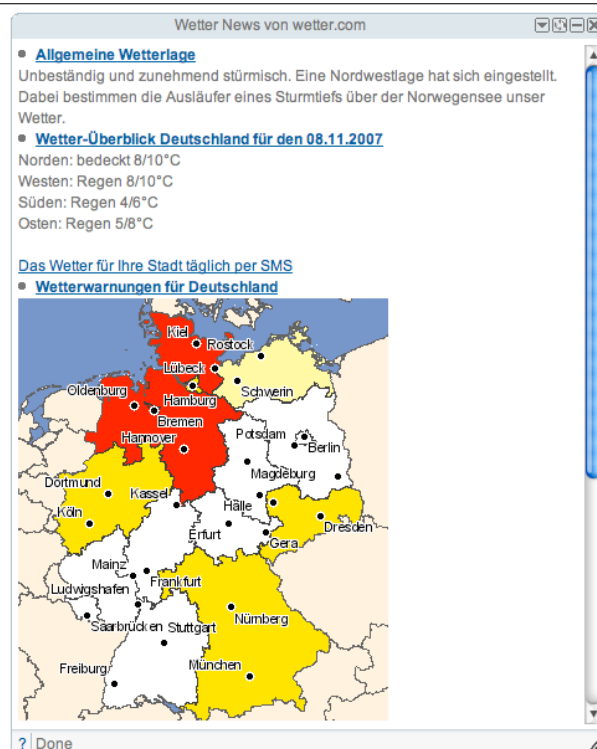 Wetter News von wetter.com
Allgemeine Wetterlage
Unbeständig und zunehmend stürmisch. Eine Nordwestlage hat sich eingestellt.
Dabei bestimmen die Ausläufer eines Sturmtiefs über der Norwegensee unser
Wetter.
Wetter-Überblick Deutschland für den 08.11.2007
Norden: bedeckt 8/10°C
Westen: Regen 8/10°C
Süden: Regen 4/6°C
Osten: Regen 5/8°C
Das Wetter für Ihre Stadt täglich per SMS
Wetterwarnungen für Deutschland
Kiel
Rostock
Lübeck
Oldenburg
Schwerin
Hamburg
Bremen
Hannover
Potsdam
Berlin
Magdeburg
Dortmund
Kassel
Hälle
Köln
Dresden
Erfurt
Gera
Mainz
Frankfurt
Ludwigshafen
Nürnberg
Saarbrücken
Stuttgart
München
Freiburg
? Done